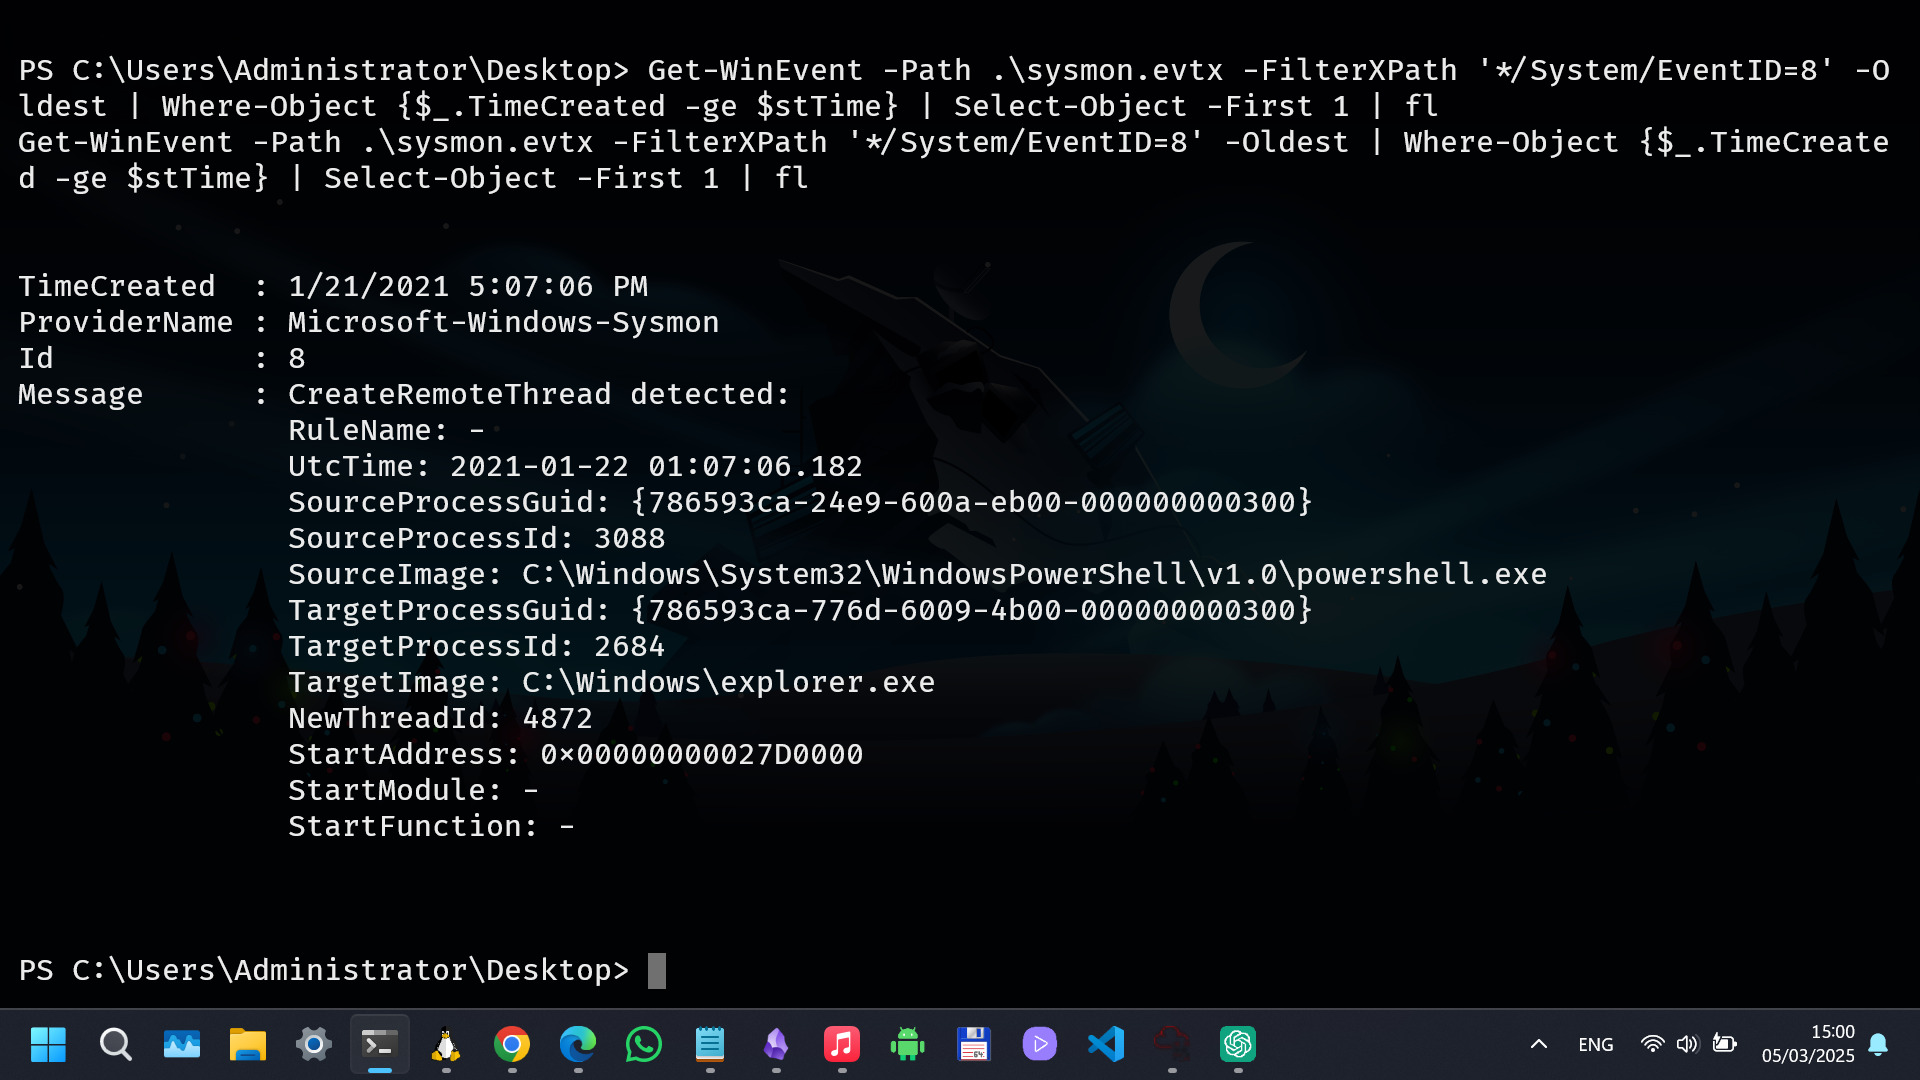 PS C:\Users\Administrator\Desktop> Get-WinEvent -Path .\sysmon.evtx -FilterXPath '*/System/EventID=8' -O
ldest | Where-Object {$_.TimeCreated -ge $stTime} | Select-Object -First 1 | fl
Get-WinEvent -Path .\sysmon.evtx -FilterXPath '*/System/EventID=8' -Oldest | Where-Object {$_.TimeCreate
d -ge $stTime} | Select-Object -First 1 | fl
TimeCreated  : 1/21/2021 5:07:06 PM
ProviderName : Microsoft-Windows-Sysmon
Id           : 8
Message      : CreateRemoteThread detected:
RuleName: -
UtcTime: 2021-01-22 01:07:06.182
SourceProcessGuid: {786593ca-24e9-600a-eb00-000000000300}
SourceProcessId: 3088
SourceImage: C:\Windows\System32\WindowsPowerShell\v1.0\powershell.exe
TargetProcessGuid: {786593ca-776d-6009-4b00-000000000300}
TargetProcessId: 2684
TargetImage: C:\Windows\explorer.exe
NewThreadId: 4872
StartAddress: 0x00000000027D0000
StartModule: -
StartFunction: -
PS C:\Users\Administrator\Desktop>
64
ENG
15:00
05/03/2025